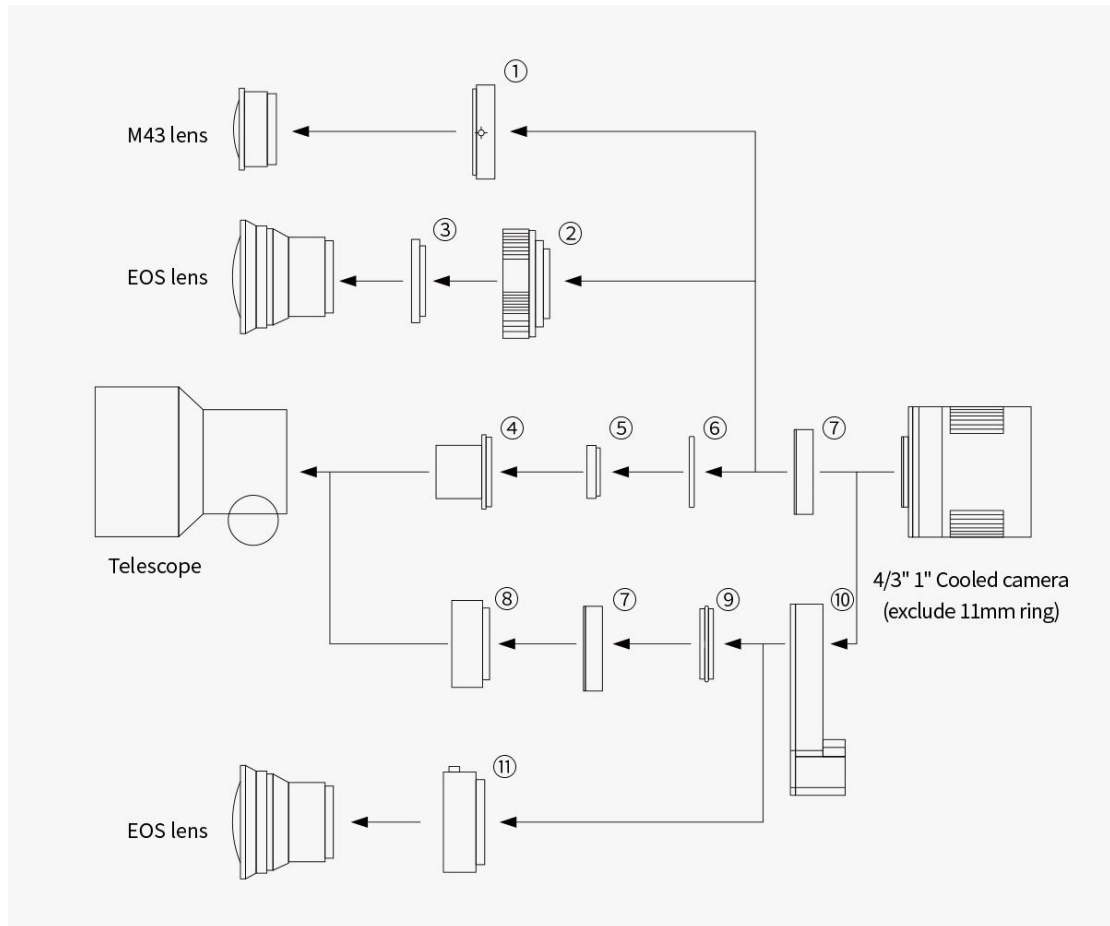 ①
M43 lens
③
②
EOS lens
④
⑤
⑥
⑦
Telescope
4/3" 1" Cooled camera
(exclude 11mm ring)
⑧
⑦
⑨
⑩
⑪
EOS lens